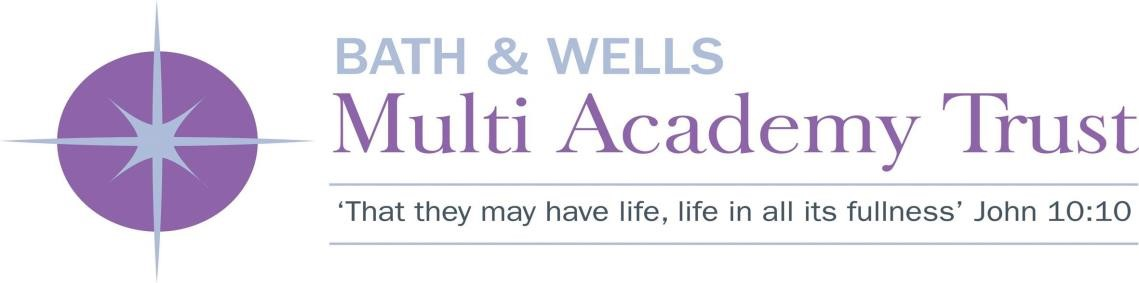 BATH & WELLS
Multi Academy Trust
‘That they may have life, life in all its fullness’ John 10:10